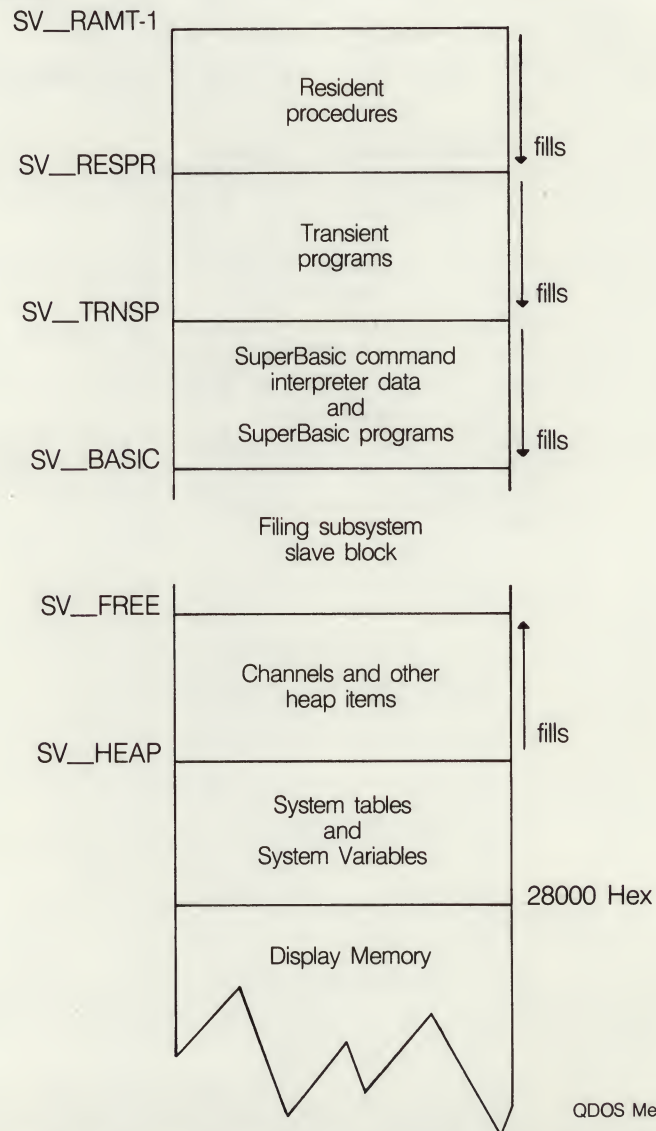 SV__RAMT-1
Resident
procedures
fills
SV__RESPR
Transient
programs
fills
SV__TRNSP
SuperBasic command
interpreter data
and
SuperBasic programs
fills
SV__BASIC
Filing subsystem
slave block
SV__FREE
Channels and other
heap items
fills
SV__HEAP
System tables
and
System Variables
28000 Hex
Display Memory
QDOS